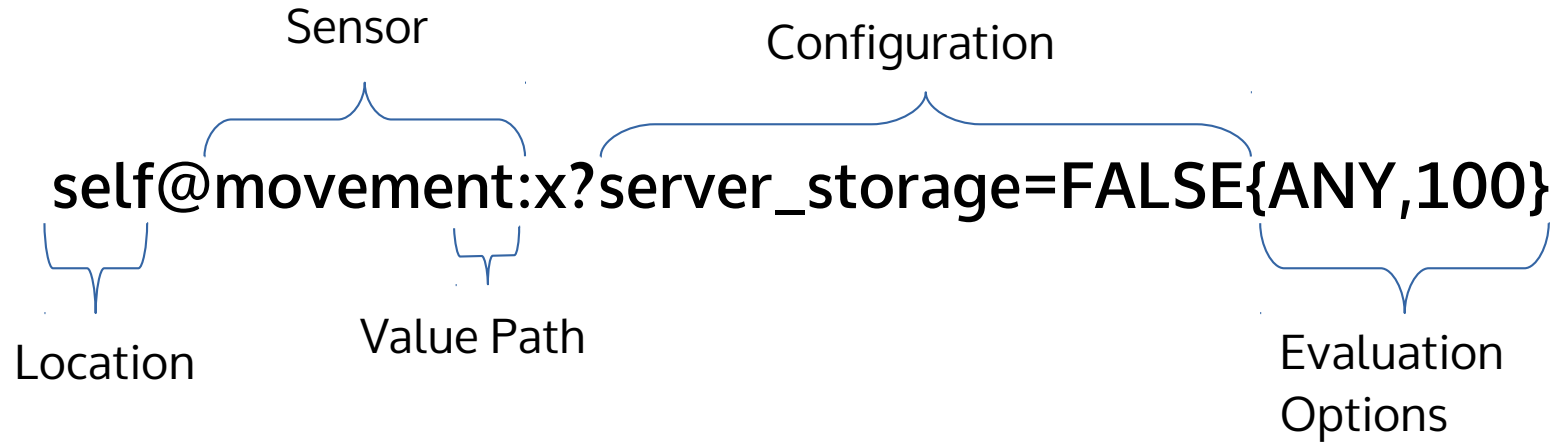 Sensor
Configuration
self@movement:x?server_storage=FALSE{ANY,100}
Location
Value Path
Evaluation
Options